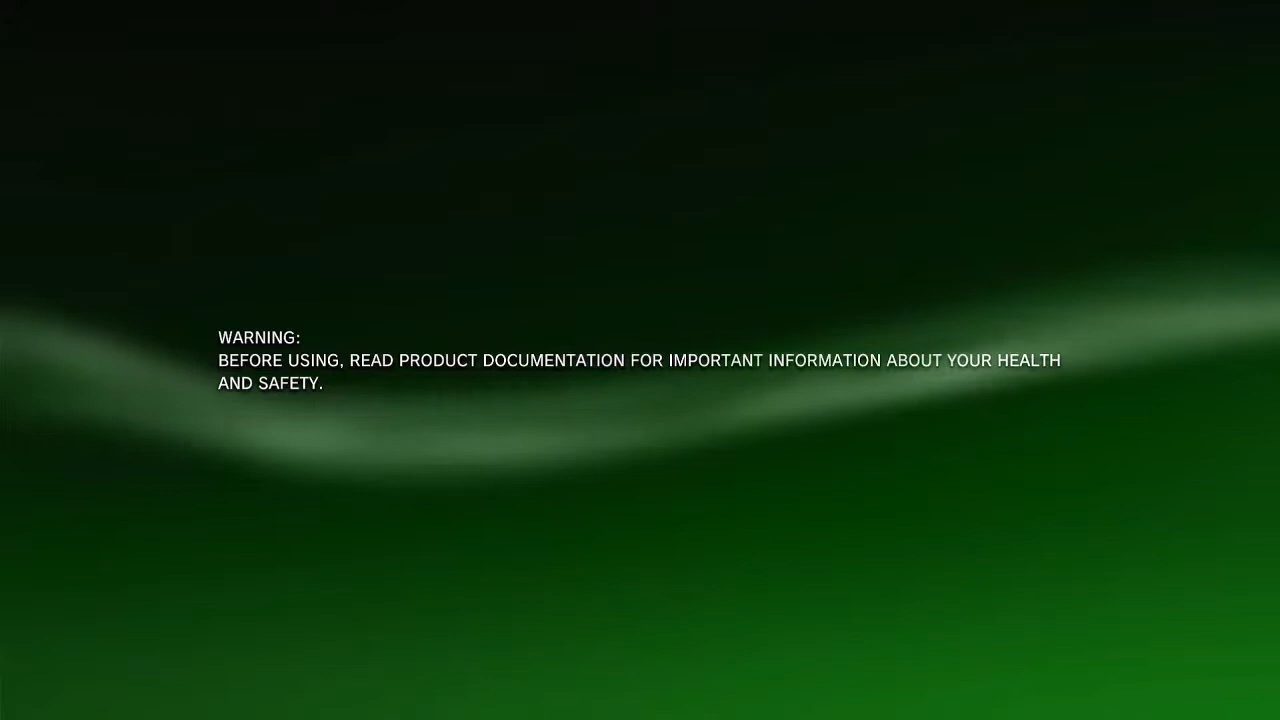 WARNING:
BEFORE USING, READ PRODUCT DOCUMENTATION FOR IMPORTANT INFORMATION ABOUT YOUR HEALTH
AND SAFETY.